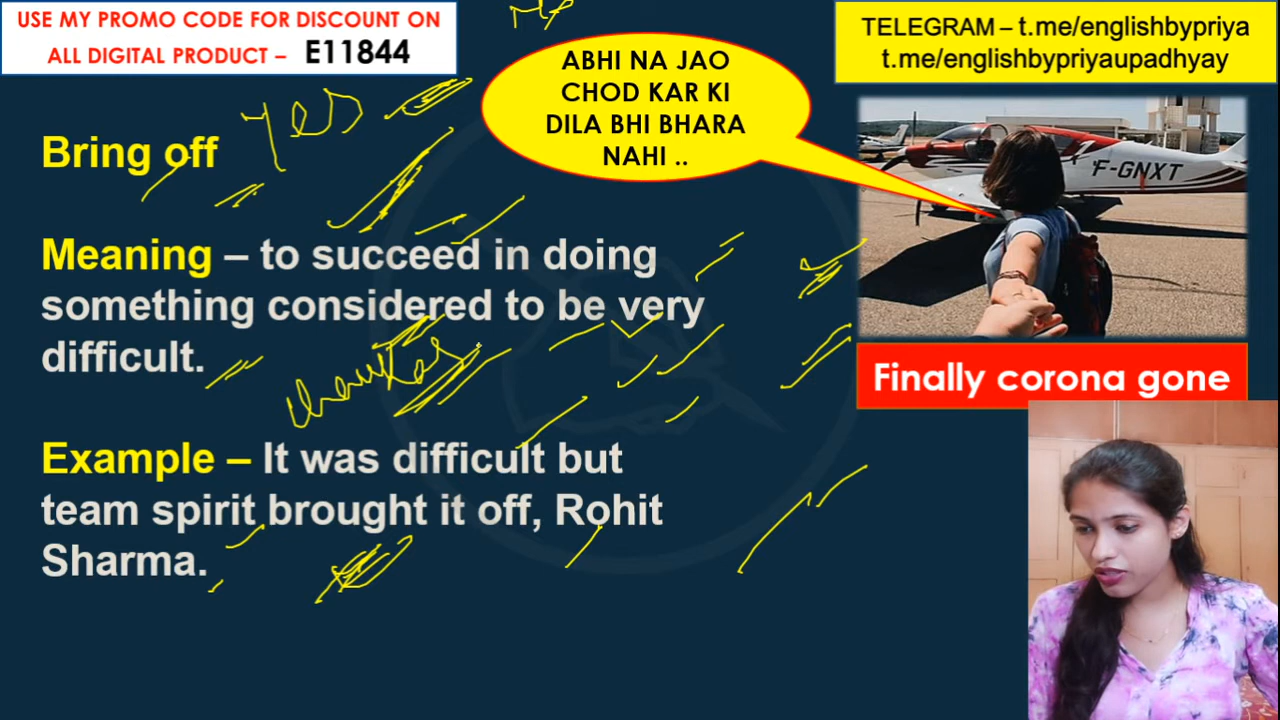 USE MY PROMO CODE FOR DISCOUNT ON
ALL DIGITAL PRODUCT – E11844
TELEGRAM – t.me/englishbypriya
t.me/englishbypriyaupadhyay
ABHI NA JAO
CHOD KAR KI
DILA BHI BHARA
NAHI ..
F-GNXT
Bring off
yes
Meaning – to succeed in doing
something considered to be very
difficult.
Finally corona gone
Example – It was difficult but
team spirit brought it off, Rohit
Sharma.